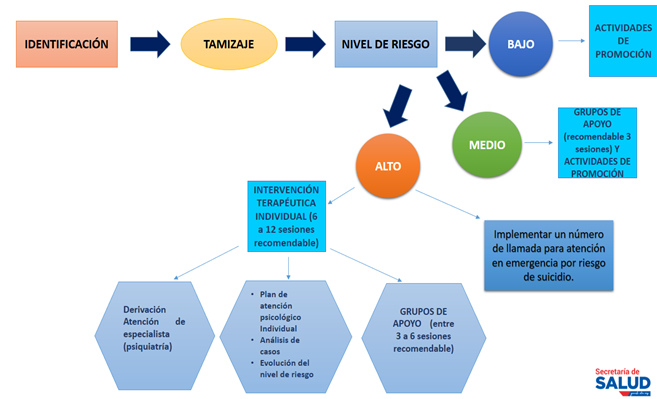 IDENTIFICACIÓN
TAMIZAJE
NIVEL DE RIESGO
BAJO
ACTIVIDADES
DE
PROMOCIÓN
GRUPOS DE
APOYO
(recomendable 3
sesiones) Y
ACTIVIDADES DE
PROMOCIÓN
MEDIO
ALTO
INTERVENCIÓN
TERAPÉUTICA
INDIVIDUAL (6
a 12 sesiones
recomendable)
Implementar un número
de llamada para atención
en emergencia por riesgo
de suicidio.
Derivación
Atención de
especialista
(psiquiatría)
• Plan de
atención
psicológico
Individual
• Análisis de
casos
• Evolución del
nivel de riesgo
GRUPOS DE
APOYO (entre
3 a 6 sesiones
recomendable)
Secretaría de
SALUD